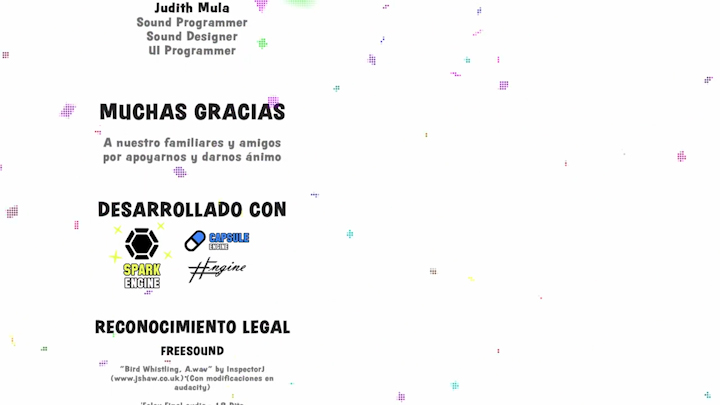 Judith Mula
Sound Programmer
Sound Designer
UI Programmer
MUCHAS GRACIAS
A nuestro familiares y amigos
por apoyarnos y darnos ánimo
DESARROLLADO CON
SPARK
ENGINE
CAPSULE
ENGINE
#Engine
RECONOCIMIENTO LEGAL
FREESOUND
"Bird Whistling, A.wav" by InspectorJ
(www.jshaw.co.uk)"(Con modificaciones en
audacity)